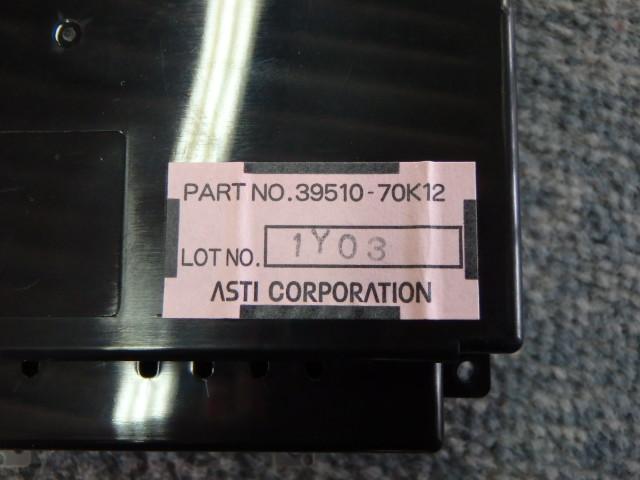 PART NO.39510-70K12
LOT NO. 1Y03
ASTI CORPORATION